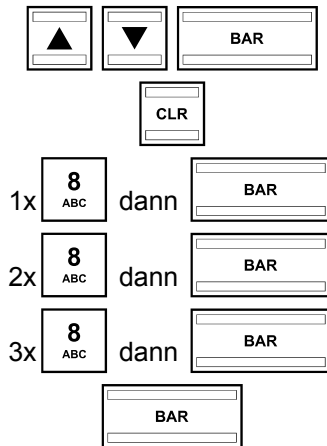 ▲ ▼ BAR
CLR
1x 8 ABC dann BAR
2x 8 ABC dann BAR
3x 8 ABC dann BAR
BAR